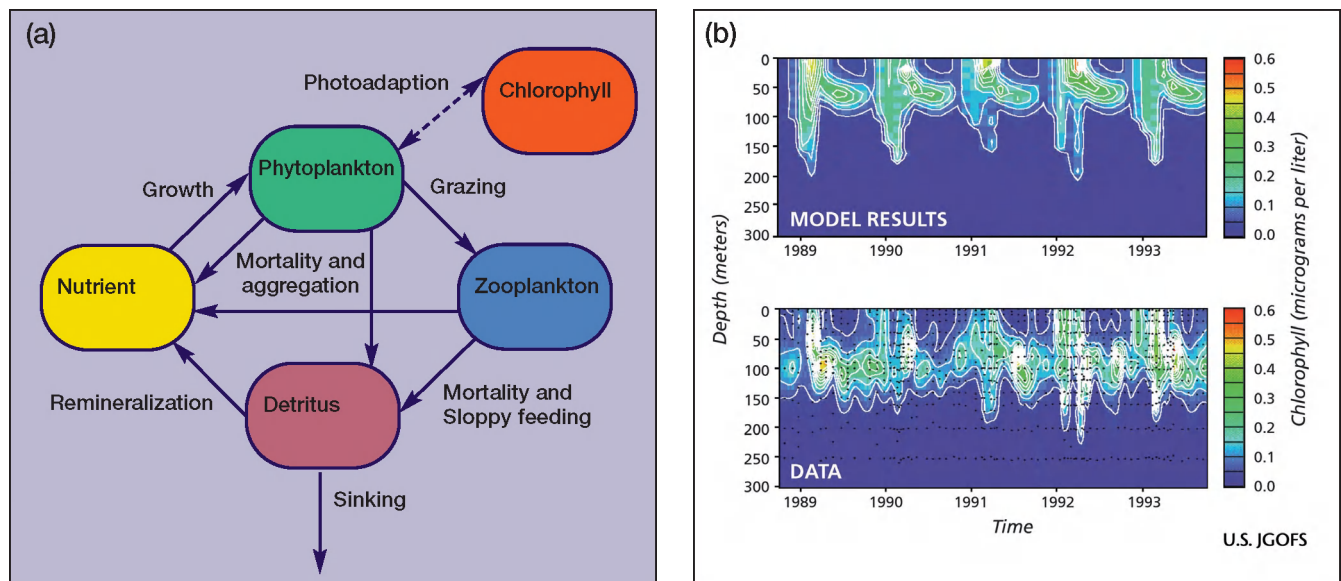 (a)
Photoadaption
Chlorophyll
Phytoplankton
Growth
Grazing
Mortality and
aggregation
Nutrient
Zooplankton
Remineralization
Detritus
Mortality and
Sloppy feeding
Sinking
(b)
0
50
100
150
200
250
300
MODEL RESULTS
1989
1990
1991
1992
1993
0.6
0.5
0.4
0.3
0.2
0.1
0.0
Depth (meters)
Chlorophyll (micrograms per liter)
0
50
100
150
200
250
300
DATA
1989
1990
1991
1992
1993
0.6
0.5
0.4
0.3
0.2
0.1
0.0
Time
U.S. JGOFS